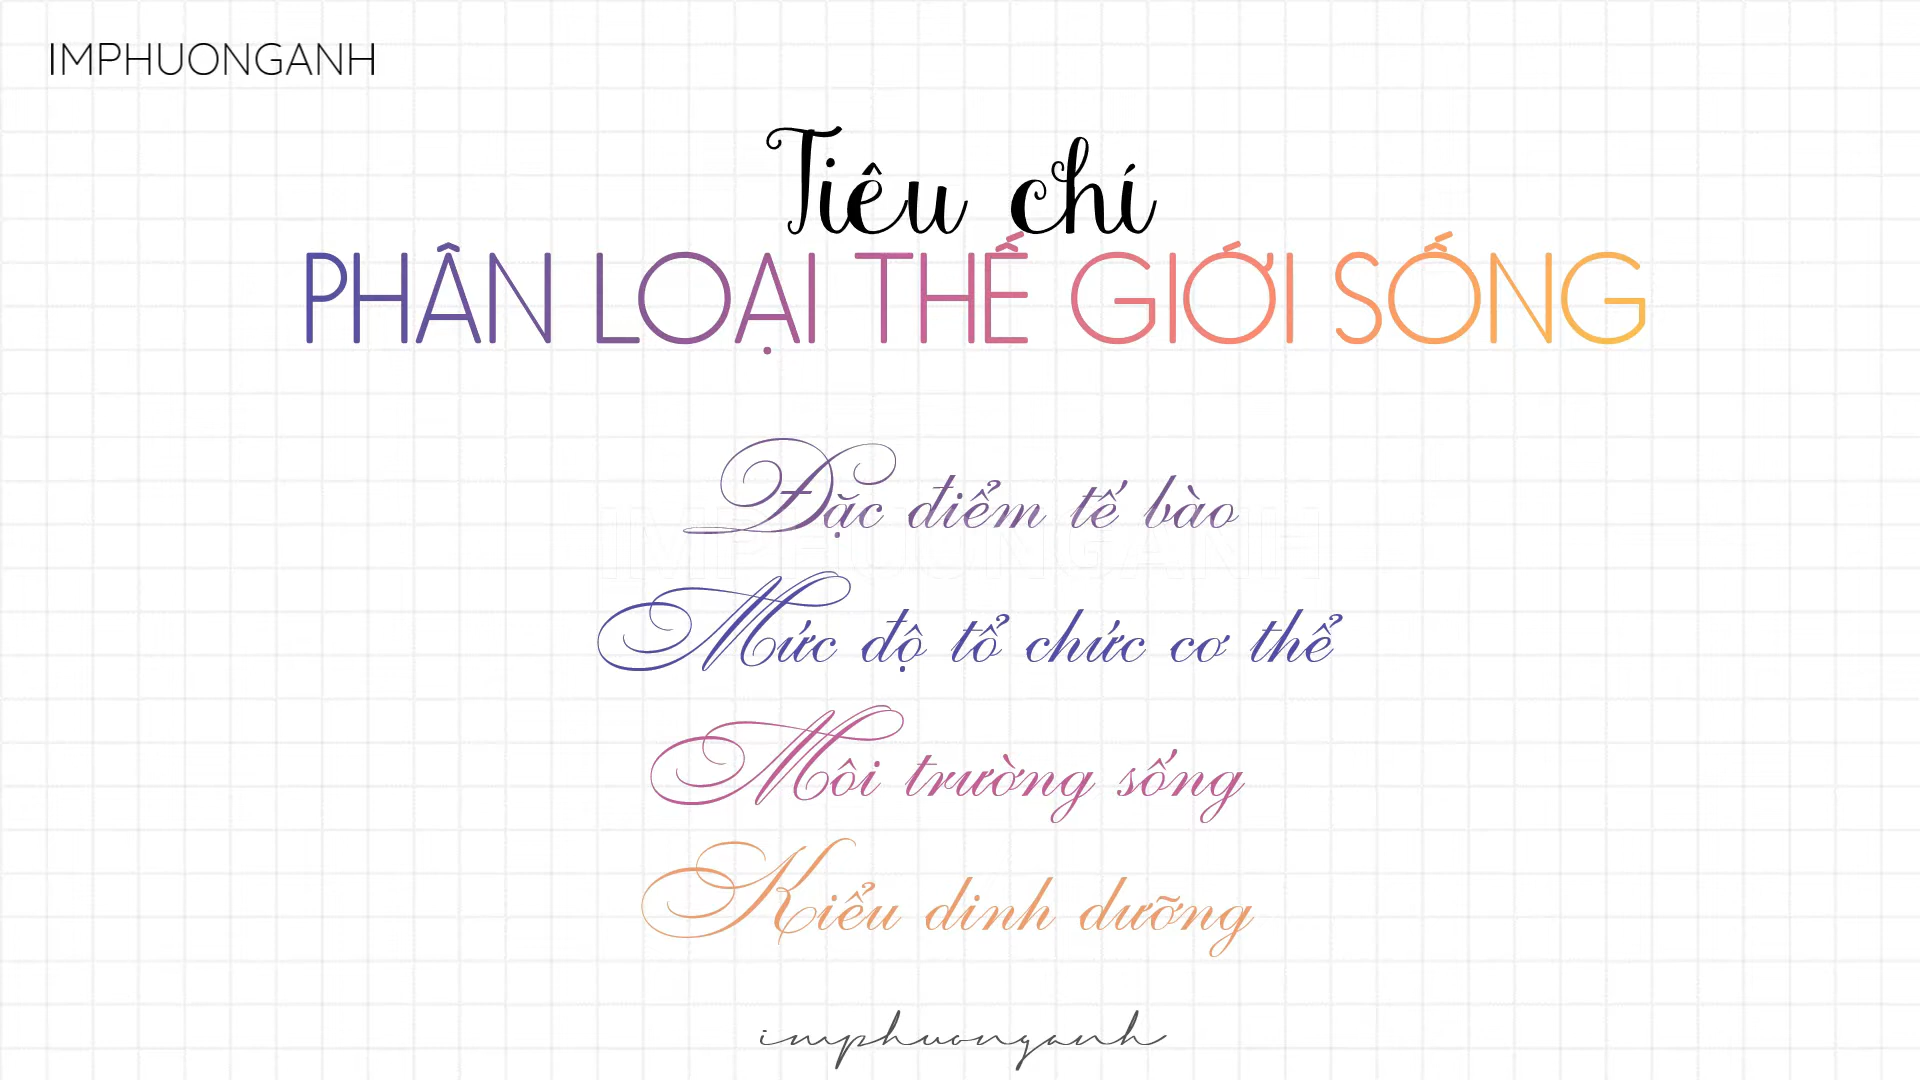 IMPHUONGANH
Tiêu chí
PHÂN LOẠI THẾ GIỚI SỐNG
Đặc điểm tế bào
IMPHUONGANH
Mức độ tổ chức cơ thể
Môi trường sống
Kiểu dinh dưỡng
imphuonganh